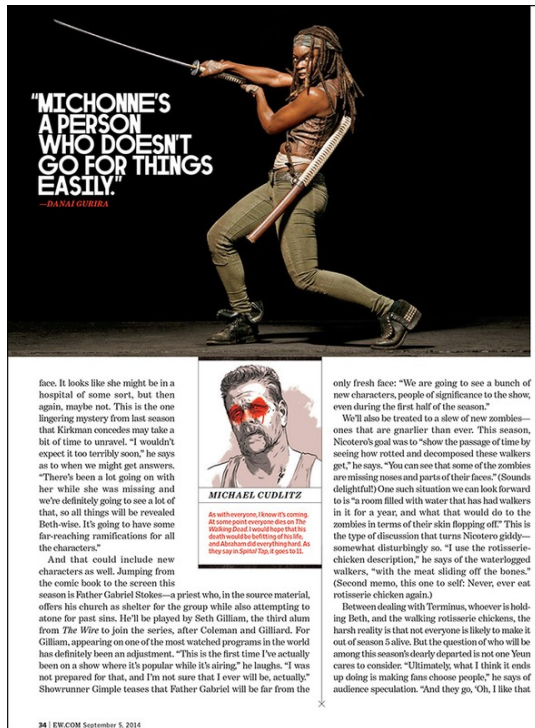 “MICHONNE'S
A PERSON
WHO DOESN'T
GO FOR THINGS
EASILY.”
—DANAI GURIRA
face. It looks like she might be in a
hospital of some sort, but then
again, maybe not. This is the one
lingering mystery from last season
that Kirkman concedes may take a
bit of time to unravel. “I wouldn't
expect it too terribly soon,” he says
as to when we might get answers.
“There's been a lot going on with
her while she was missing and
we're definitely going to see a lot of
that, so all things will be revealed
Beth-wise. It's going to have some
far-reaching ramifications for all
the characters.”
And that could include new
characters as well. Jumping from
the comic book to the screen this
season is Father Gabriel Stokes—a priest who, in the source material,
offers his church as shelter for the group while also attempting to
atone for past sins. He'll be played by Seth Gilliam, the third alum
from The Wire to join the series, after Coleman and Gilliard. For
Gilliam, appearing on one of the most watched programs in the world
has definitely been an adjustment. “This is the first time I've actually
been on a show where it's popular while it's airing,” he laughs. “I was
not prepared for that, and I'm not sure that I ever will be, actually.”
Showrunner Gimple teases that Father Gabriel will be far from the
MICHAEL CUDLITZ
As with everyone, I know it's coming.
At some point everyone dies on The
Walking Dead. I would hope that his
death would be befitting of his life,
and Abraham did everything hard. As
they say in Spinal Tap, it goes to 11.
only fresh face: “We are going to see a bunch of
new characters, people of significance to the show,
even during the first half of the season.”
We'll also be treated to a slew of new zombies—
ones that are gnarlier than ever. This season,
Nicotero's goal was to “show the passage of time by
seeing how rotted and decomposed these walkers
get,” he says. “You can see that some of the zombies
are missing noses and parts of their faces.” (Sounds
delightful!) One such situation we can look forward
to is “a room filled with water that has had walkers
in it for a year, and what that would do to the
zombies in terms of their skin flopping off.” This is
the type of discussion that turns Nicotero giddy—
somewhat disturbingly so. “I use the rotisserie-
chicken description,” he says of the waterlogged
walkers, “with the meat sliding off the bones.”
(Second memo, this one to self: Never, ever eat
rotisserie chicken again.)
Between dealing with Terminus, whoever is hold-
ing Beth, and the walking rotisserie chickens, the
harsh reality is that not everyone is likely to make it
out of season 5 alive. But the question of who will be
among this season's dearly departed is not one Yeun
cares to consider. “Ultimately, what I think it ends
up doing is making fans choose people,” he says of
audience speculation. “And they go, ‘Oh, I like that
34 | EW.COM September 5, 2014